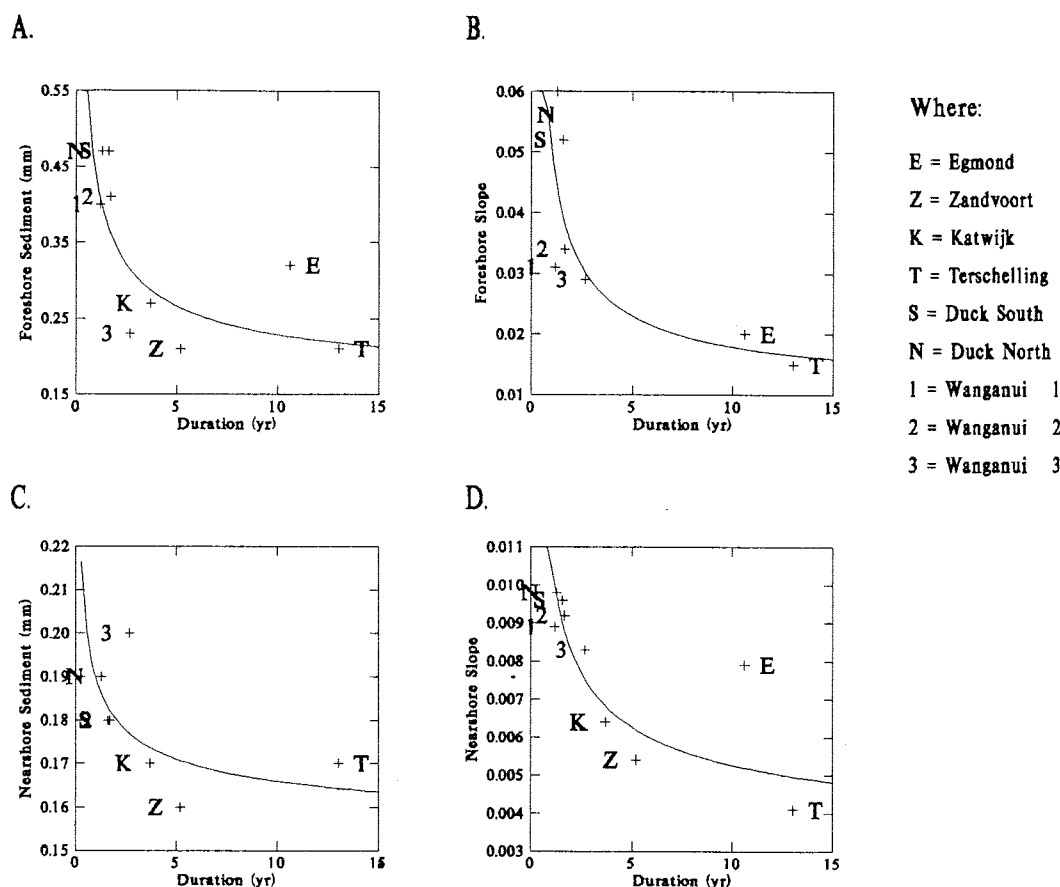 A.
Foreshore Sediment (mm)
0.55
0.45
0.35
0.25
0.15
N S
2
1
K
3
Z
E
T
0 5 10 15
Duration (yr)
B.
Foreshore Slope
0.06
0.05
0.04
0.03
0.02
0.01
N
S
2
1
3
E
T
0 5 10 15
Duration (yr)
Where:
E = Egmond
Z = Zandvoort
K = Katwijk
T = Terschelling
S = Duck South
N = Duck North
1 = Wanganui 1
2 = Wanganui 2
3 = Wanganui 3
C.
Nearshore Sediment (mm)
0.22
0.21
0.20
0.19
0.18
0.17
0.16
0.15
3
N
K
Z
T
0 5 10 15
Duration (yr)
D.
Nearshore Slope
0.011
0.010
0.009
0.008
0.007
0.006
0.005
0.004
0.003
N
S
2
1
3
K
Z
E
T
0 5 10 15
Duration (yr)